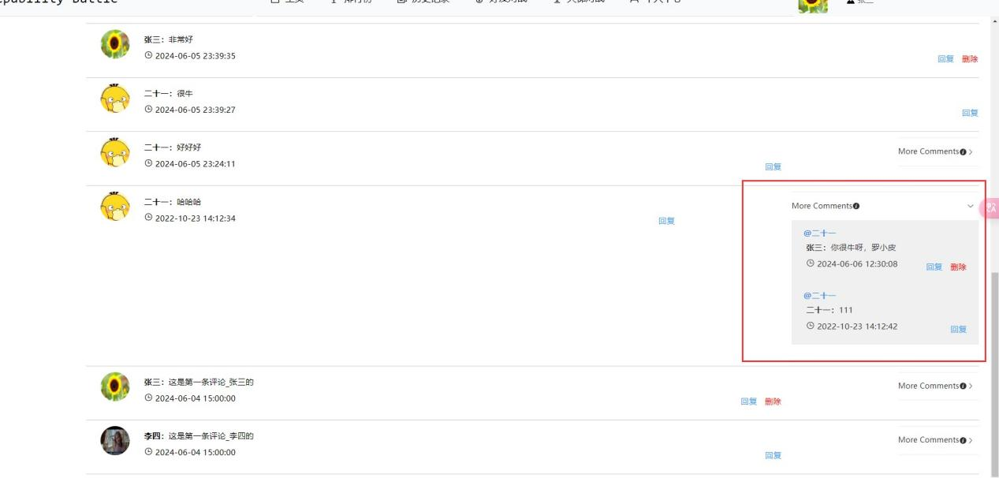 张三
张三：非常好
2024-06-05 23:39:35
回复 删除
二十一：很牛
2024-06-05 23:39:27
回复
二十一：好好好
More Comments
2024-06-05 23:24:11
回复
二十一：哈哈哈
More Comments
2022-10-23 14:12:34
回复
@二十一
张三：你很牛呀，罗小皮
2024-06-06 12:30:08
回复 删除
@二十一
二十一：111
2022-10-23 14:12:42
回复
张三：这是第一条评论_张三的
More Comments
2024-06-04 15:00:00
回复 删除
李四：这是第一条评论_李四的
More Comments
2024-06-04 15:00:00
回复